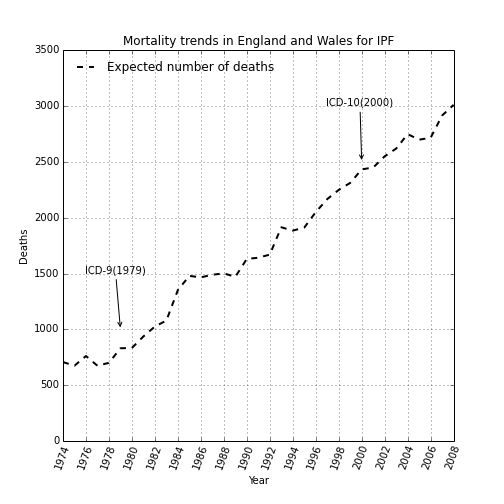 Mortality trends in England and Wales for IPF
3500
Expected number of deaths
3000
ICD-10(2000)
2500
2000
Deaths
1500
ICD-9(1979)
1000
500
0
1974 1976 1978 1980 1982 1984 1986 1988 1990 1992 1994 1996 1998 2000 2002 2004 2006 2008
Year